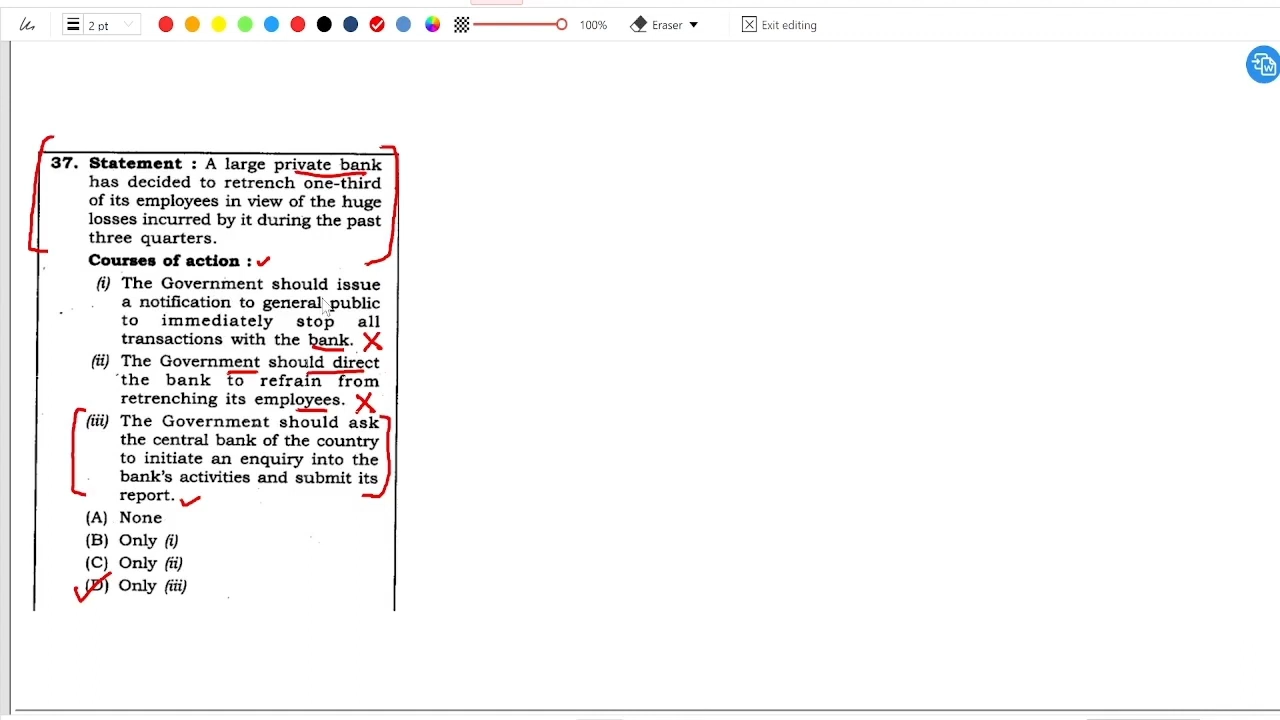 2 pt
100%
Eraser
Exit editing
37. Statement : A large private bank
has decided to retrench one-third
of its employees in view of the huge
losses incurred by it during the past
three quarters.
Courses of action :
(i) The Government should issue
a notification to general public
to immediately stop all
transactions with the bank.
(ii) The Government should direct
the bank to refrain from
retrenching its employees.
(iii) The Government should ask
the central bank of the country
to initiate an enquiry into the
bank's activities and submit its
report.
(A) None
(B) Only (i)
(C) Only (ii)
(D) Only (iii)